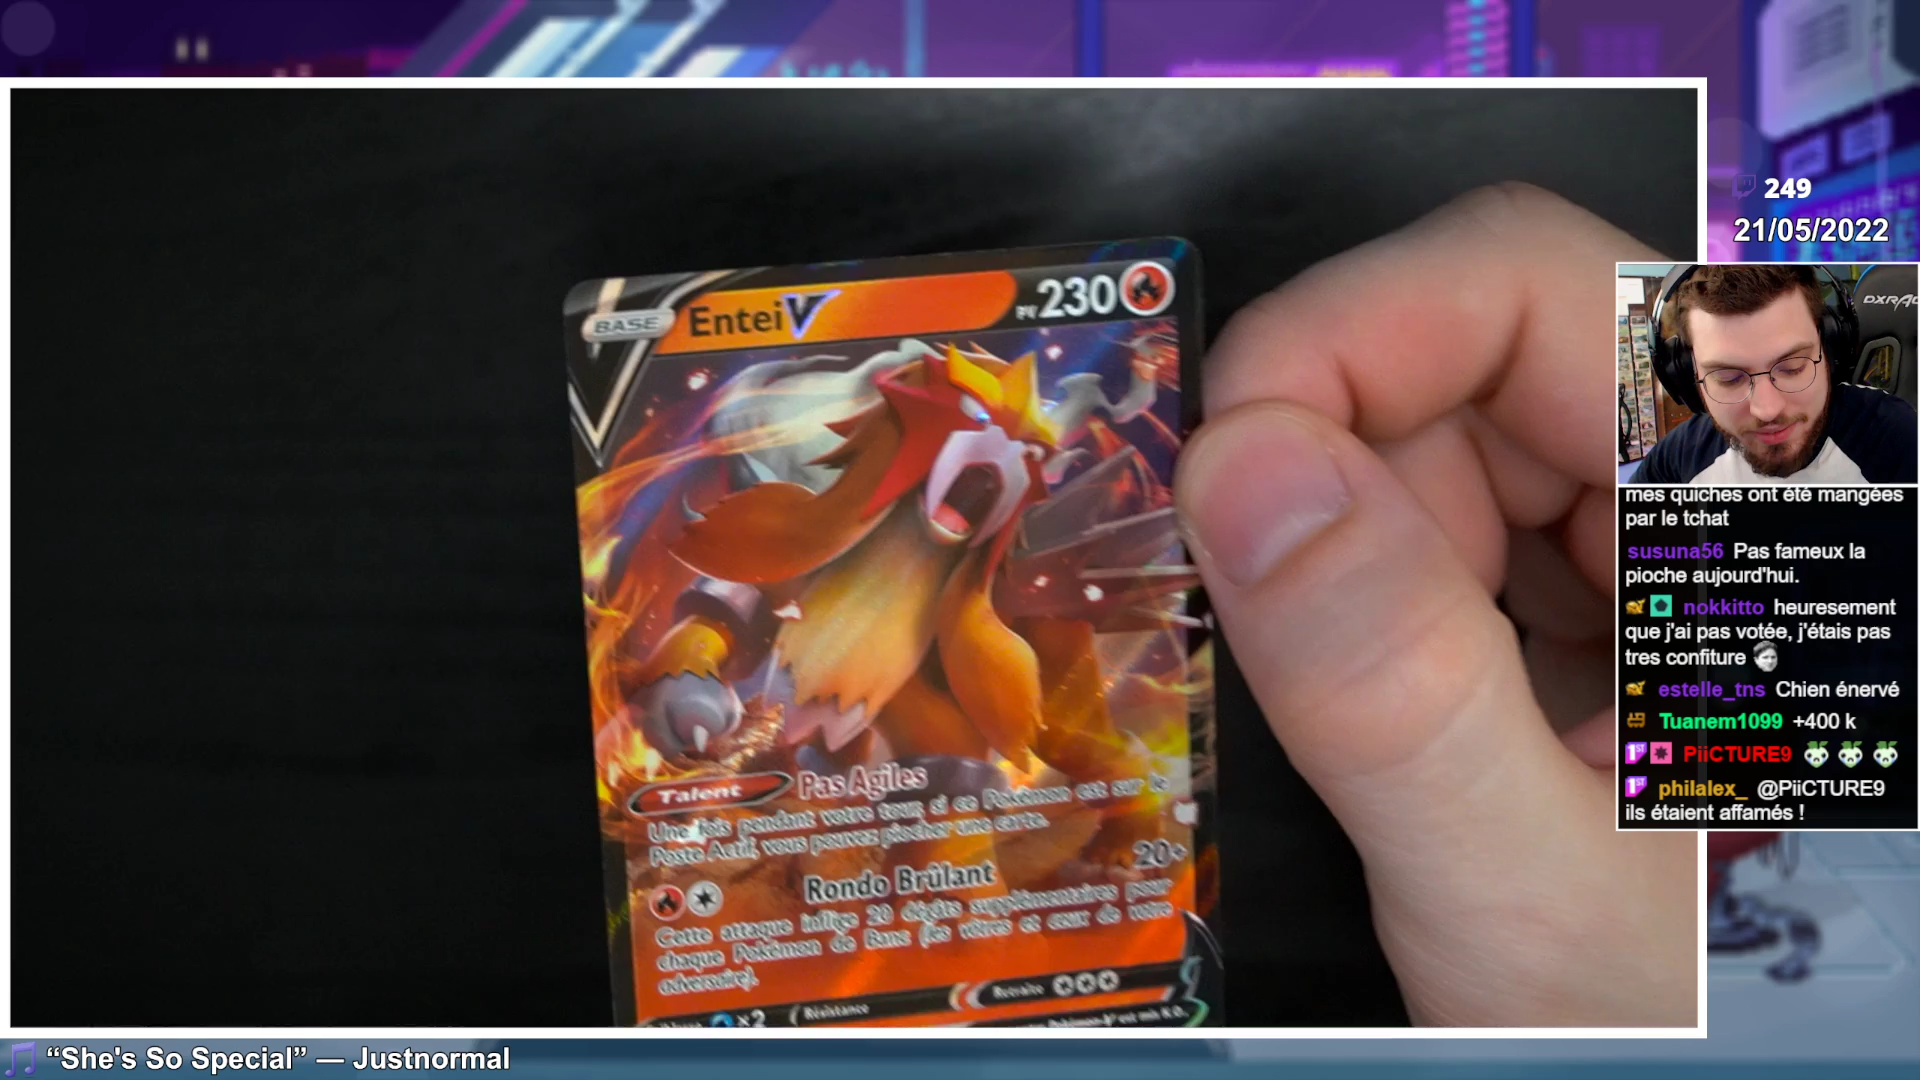 249
21/05/2022
DXRAC
BASE
Entei V
PV 230
Talent
Pas Agiles
Une fois pendant votre tour, si ce Pokémon est sur le
Poste Actif, vous pouvez piocher une carte.
Rondo Brûlant
20+
Cette attaque inflige 20 dégâts supplémentaires pour
chaque Pokémon de Banc (les vôtres et ceux de votre
adversaire).
×2
Résistance
Retraite
mes quiches ont été mangées
par le tchat
susuna56 Pas fameux la
pioche aujourd'hui.
nokkitto heuresement
que j'ai pas votée, j'étais pas
tres confiture
estelle_tns Chien énervé
Tuanem1099 +400 k
1ST PiiCTURE9
1ST philalex_ @PiiCTURE9
ils étaient affamés !
“She's So Special” — Justnormal